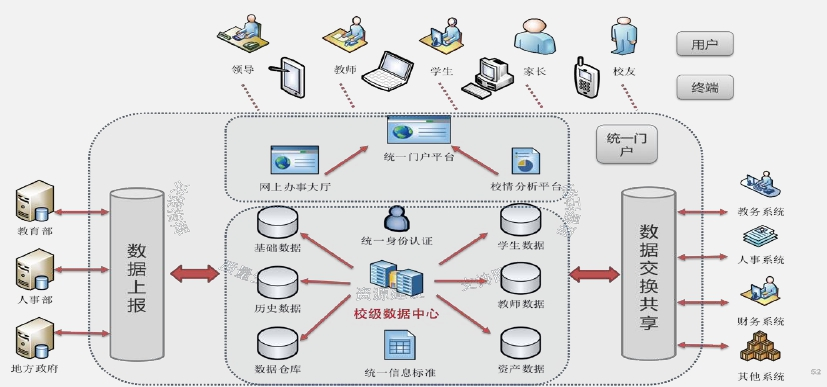 领导
教师
学生
家长
校友
用户
终端
统一门户
统一门户平台
网上办事大厅
校情分析平台
教育部
人事部
地方政府
数据上报
基础数据
历史数据
数据仓库
统一身份认证
校级数据中心
统一信息标准
学生数据
教师数据
资产数据
数据交换共享
教务系统
人事系统
财务系统
其他系统
52